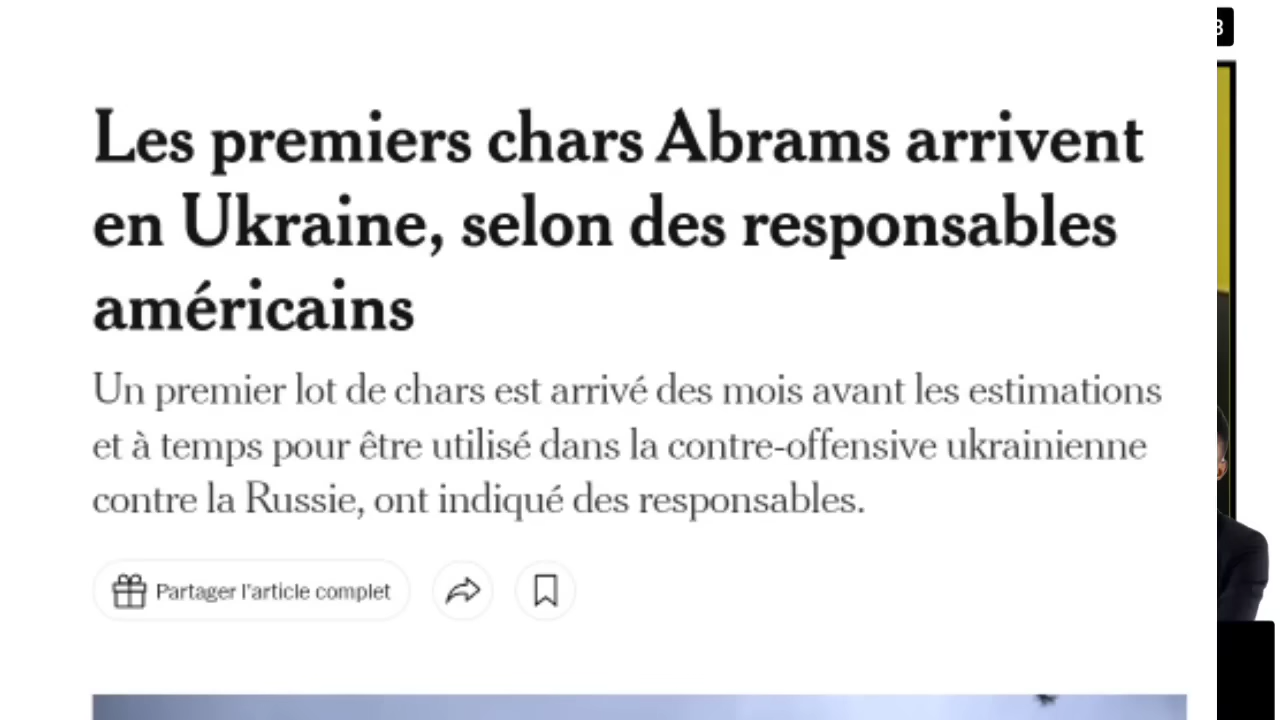 Les premiers chars Abrams arrivent
en Ukraine, selon des responsables
américains
Un premier lot de chars est arrivé des mois avant les estimations
et à temps pour être utilisé dans la contre-offensive ukrainienne
contre la Russie, ont indiqué des responsables.
Partager l'article complet